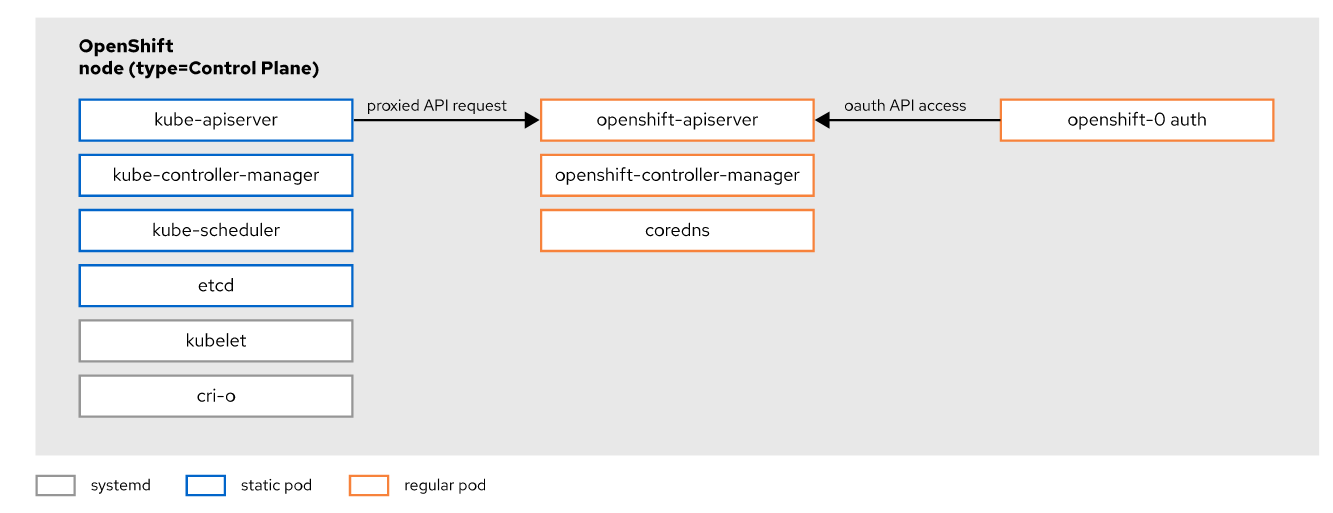 OpenShift
node (type=Control Plane)
kube-apiserver
proxied API request
openshift-apiserver
oauth API access
openshift-0 auth
kube-controller-manager
openshift-controller-manager
kube-scheduler
coredns
etcd
kubelet
cri-o
systemd
static pod
regular pod